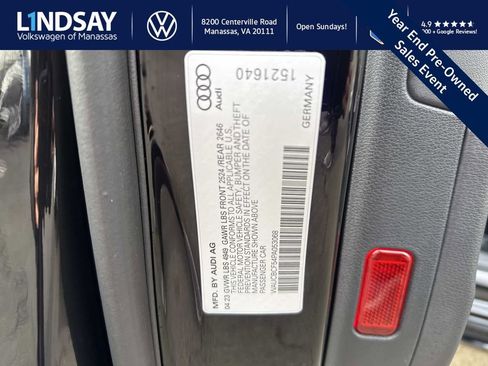 LINDSAY
Volkswagen of Manassas
8200 Centerville Road
Manassas, VA 20111
Open Sundays!
4.9 ★★★★★
Google Reviews!
Year End Pre-Owned
Sales Event
Audi
1521640
GERMANY
MFD. BY AUDI AG
04/23 GVWR LBS GAWR LBS FRONT 2524 /REAR 2646
THIS VEHICLE CONFORMS TO ALL APPLICABLE U.S.
FEDERAL MOTOR VEHICLE SAFETY, BUMPER AND THEFT
PREVENTION STANDARDS IN EFFECT ON THE DATE OF
MANUFACTURE SHOWN ABOVE
PASSENGER CAR
WAUCBCF54PA053068